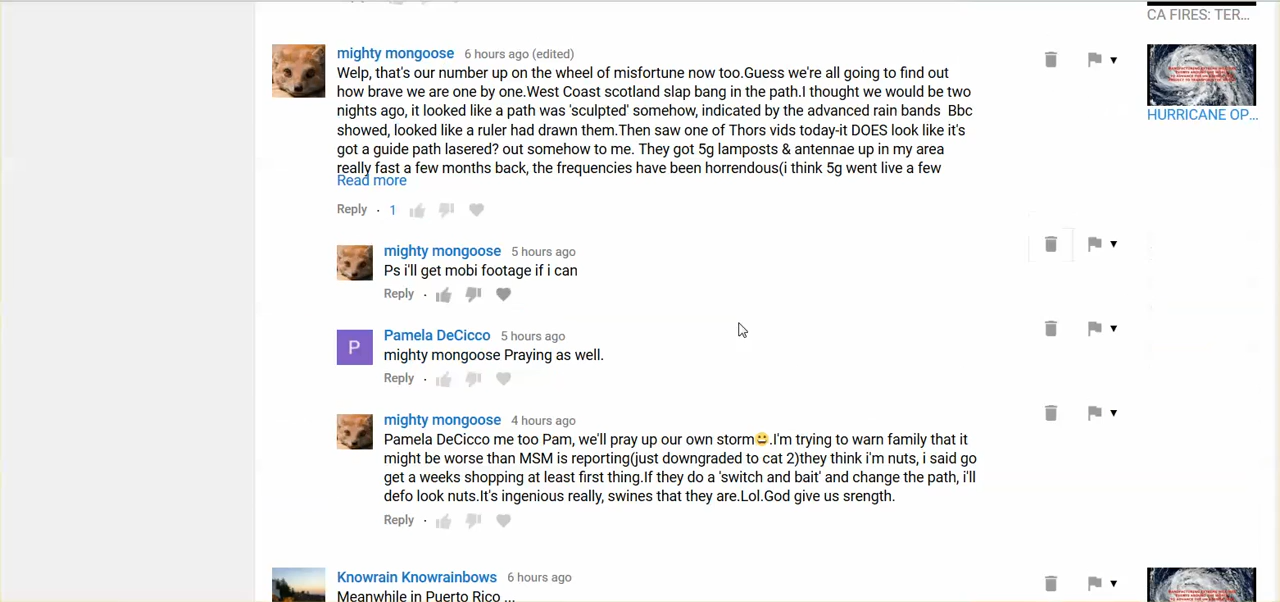 CA FIRES: TER...
mighty mongoose 6 hours ago (edited)
Welp, that's our number up on the wheel of misfortune now too.Guess we're all going to find out
how brave we are one by one.West Coast scotland slap bang in the path.I thought we would be two
nights ago, it looked like a path was 'sculpted' somehow, indicated by the advanced rain bands Bbc
showed, looked like a ruler had drawn them.Then saw one of Thors vids today-it DOES look like it's
got a guide path lasered? out somehow to me. They got 5g lamposts & antennae up in my area
really fast a few months back, the frequencies have been horrendous(i think 5g went live a few
Read more
Reply · 1
HURRICANE OP...
mighty mongoose 5 hours ago
Ps i'll get mobi footage if i can
Reply ·
P
Pamela DeCicco 5 hours ago
mighty mongoose Praying as well.
Reply ·
mighty mongoose 4 hours ago
Pamela DeCicco me too Pam, we'll pray up our own storm😀.I'm trying to warn family that it
might be worse than MSM is reporting(just downgraded to cat 2)they think i'm nuts, i said go
get a weeks shopping at least first thing.If they do a 'switch and bait' and change the path, i'll
defo look nuts.It's ingenious really, swines that they are.Lol.God give us srength.
Reply ·
Knowrain Knowrainbows 6 hours ago
Meanwhile in Puerto Rico ...